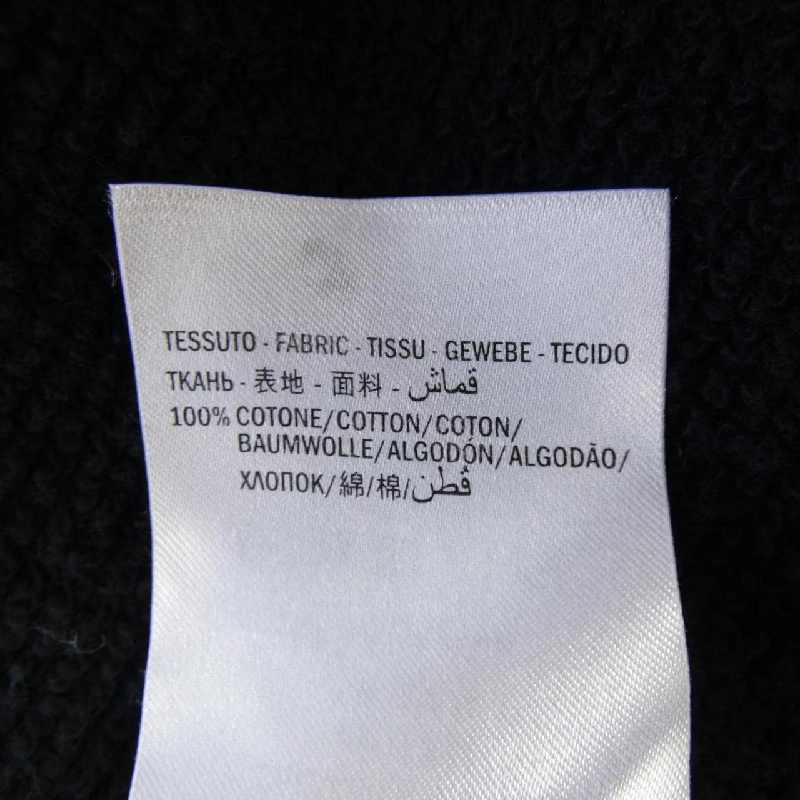 TESSUTO - FABRIC - TISSU - GEWEBE - TECIDO
ТКАНЬ - 表地 - 面料 - قماش
100% COTONE/COTTON/COTON/
BAUMWOLLE/ALGODÓN/ALGODÃO/
ХЛОПОК/綿/棉/قطن